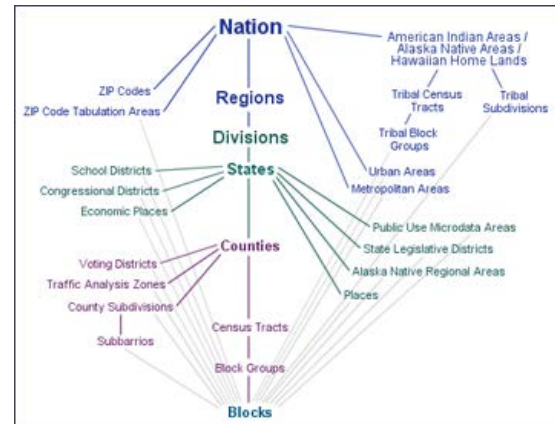 Nation
American Indian Areas /
Alaska Native Areas /
Hawaiian Home Lands
ZIP Codes
ZIP Code Tabulation Areas
Regions
Tribal Census
Tracts
Tribal
Subdivisions
Tribal Block
Groups
Divisions
School Districts
States
Urban Areas
Congressional Districts
Metropolitan Areas
Economic Places
Public Use Microdata Areas
Counties
State Legislative Districts
Voting Districts
Alaska Native Regional Areas
Traffic Analysis Zones
Places
County Subdivisions
Census Tracts
Subbarrios
Block Groups
Blocks